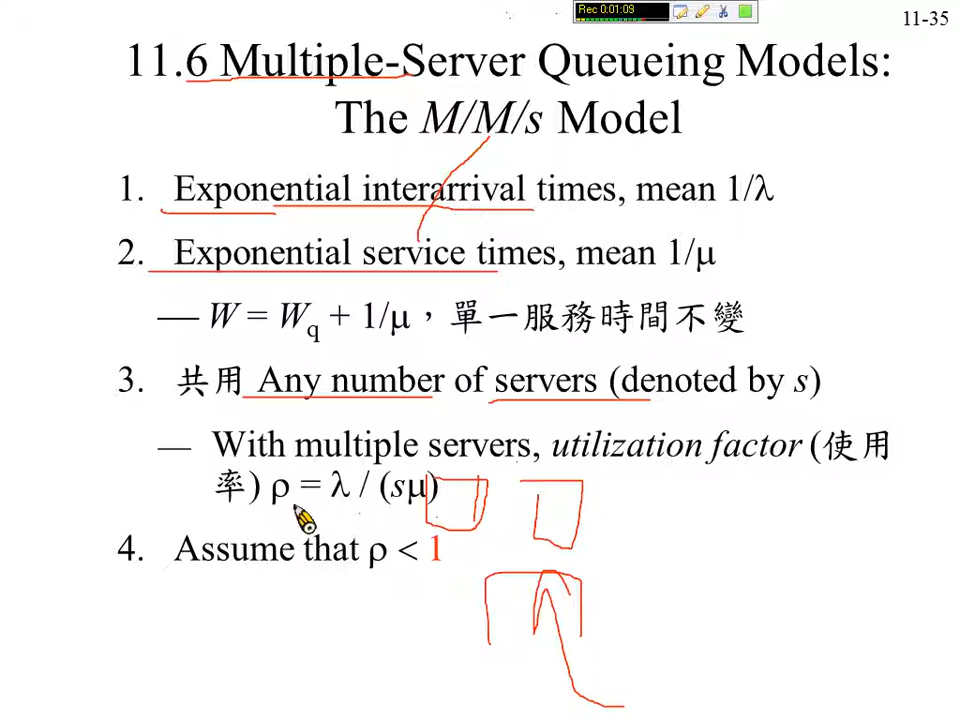 Rec 0:01:09
11-35
11.6 Multiple-Server Queueing Models:
The M/M/s Model
1. Exponential interarrival times, mean 1/λ
2. Exponential service times, mean 1/μ
— W = Wq + 1/μ，單一服務時間不變
3. 共用 Any number of servers (denoted by s)
— With multiple servers, utilization factor (使用
率) ρ = λ / (sμ)
4. Assume that ρ < 1